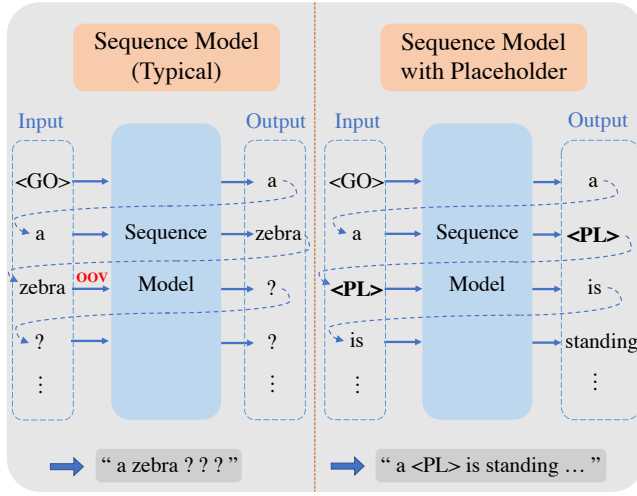 Sequence Model
(Typical)
Input
Output
<GO>
a
a
Sequence
zebra
OOV
zebra
Model
?
?
?
⋮
⋮
“ a zebra ? ? ? ”
Sequence Model
with Placeholder
Input
Output
<GO>
a
a
Sequence
<PL>
<PL>
Model
is
is
standing
⋮
⋮
“ a <PL> is standing … ”